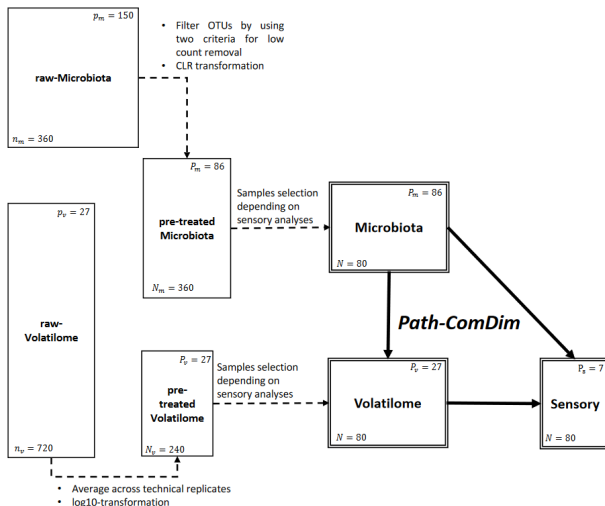 p_m = 150
raw-Microbiota
n_m = 360
• Filter OTUs by using
two criteria for low
count removal
• CLR transformation
P_m = 86
pre-treated
Microbiota
N_m = 360
Samples selection
depending on
sensory analyses
P_m = 86
Microbiota
N = 80
p_v = 27
raw-
Volatilome
n_v = 720
Path-ComDim
P_v = 27
pre-
treated
Volatilome
N_v = 240
Samples selection
depending on
sensory analyses
P_v = 27
Volatilome
N = 80
P_s = 7
Sensory
N = 80
• Average across technical replicates
• log10-transformation